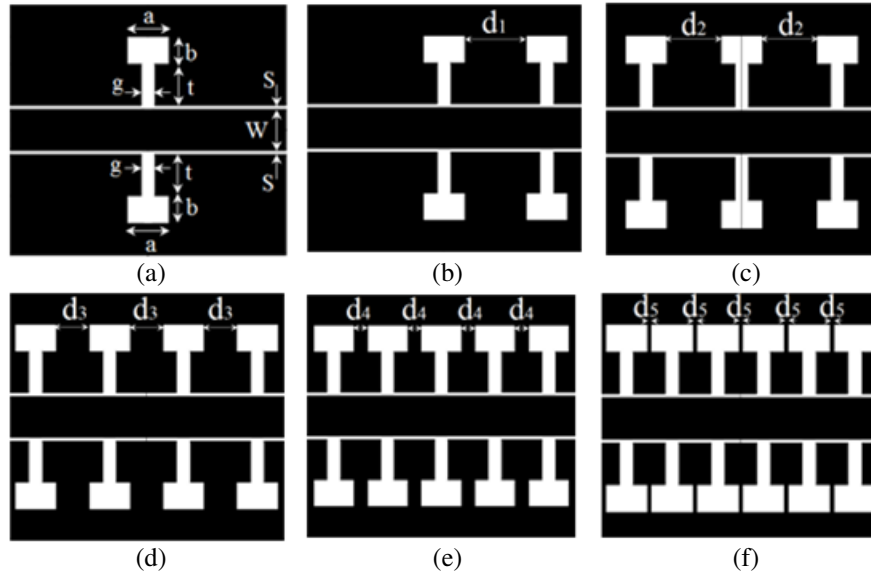 a
b
g
t
S
W
g
t
S
b
a
(a)
d1
(b)
d2 d2
(c)
d3 d3 d3
(d)
d4 d4 d4 d4
(e)
d5 d5 d5 d5 d5
(f)